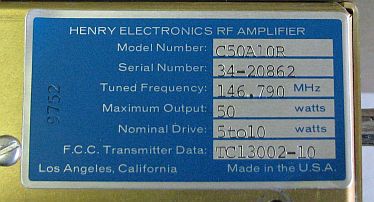 HENRY ELECTRONICS RF AMPLIFIER
Model Number: C50A10R
Serial Number: 34-20862
Tuned Frequency: 146.790 MHz
Maximum Output: 50 watts
Nominal Drive: 5to10 watts
F.C.C. Transmitter Data: TC13002-10
Los Angeles, California Made in the U.S.A.
9752